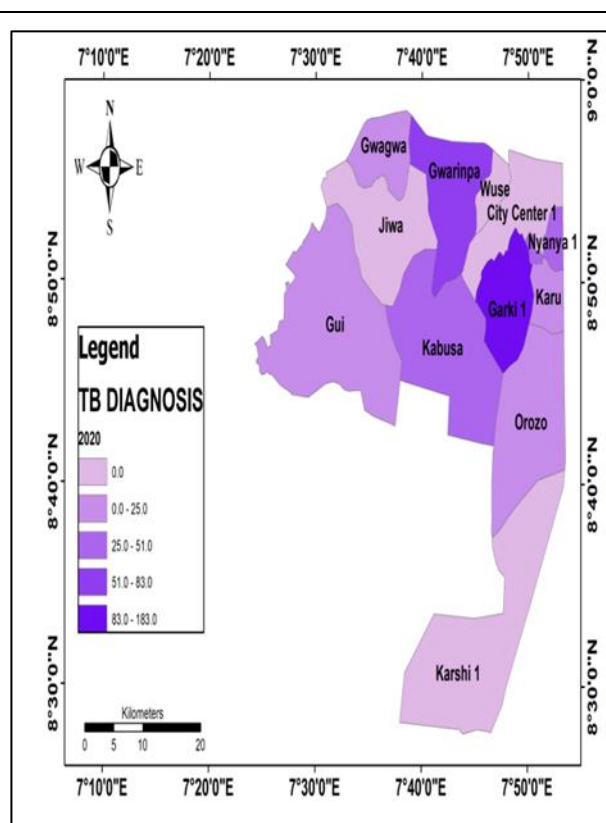 7°10'0"E 7°20'0"E 7°30'0"E 7°40'0"E 7°50'0"E
9°0'0"N
9°0'0"N
N
W E
S
Gwagwa
Gwarinpa
Wuse
City Center 1
Jiwa
Nyanya 1
8°50'0"N
8°50'0"N
Karu
Garki 1
Gui
Kabusa
Orozo
Legend
TB DIAGNOSIS
2020
0.0
0.0 - 25.0
25.0 - 51.0
51.0 - 83.0
83.0 - 183.0
8°40'0"N
8°40'0"N
Karshi 1
8°30'0"N
8°30'0"N
Kilometers
0 5 10 20
7°10'0"E 7°20'0"E 7°30'0"E 7°40'0"E 7°50'0"E